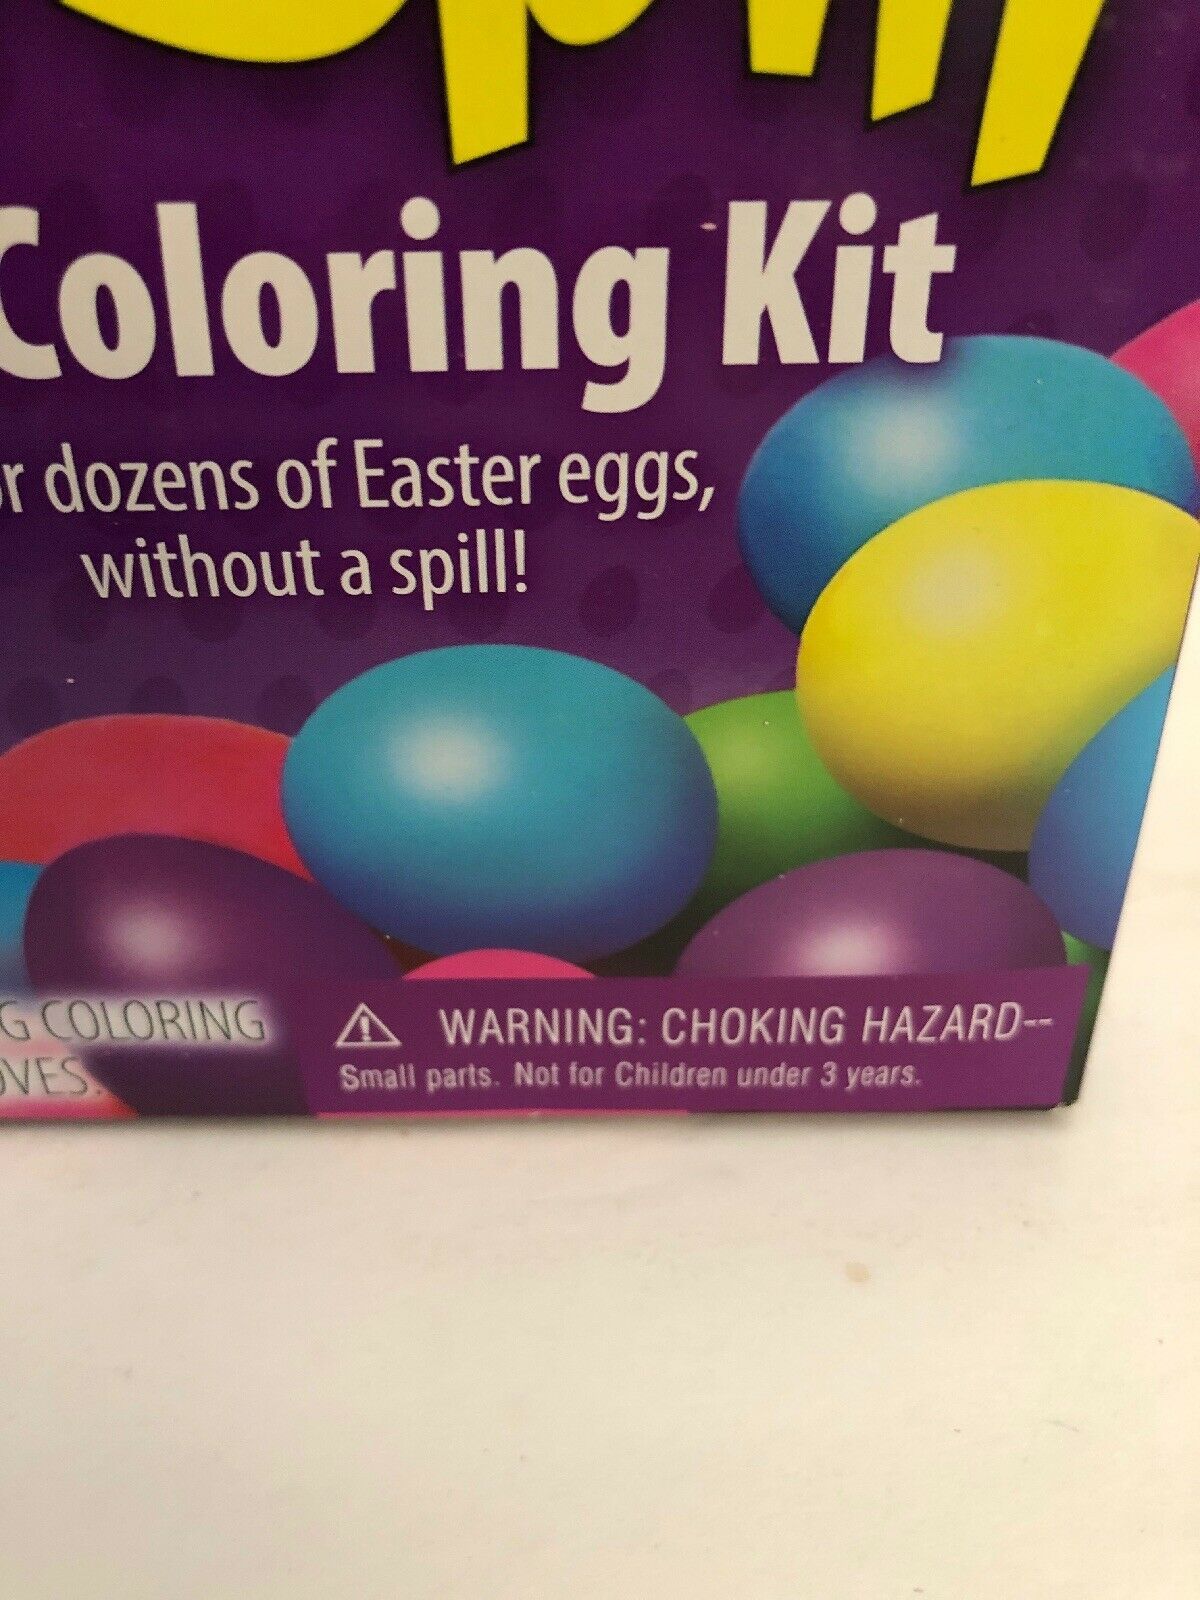 Coloring Kit
dozens of Easter eggs,
without a spill!
COLORING
WARNING: CHOKING HAZARD--
Small parts. Not for Children under 3 years.